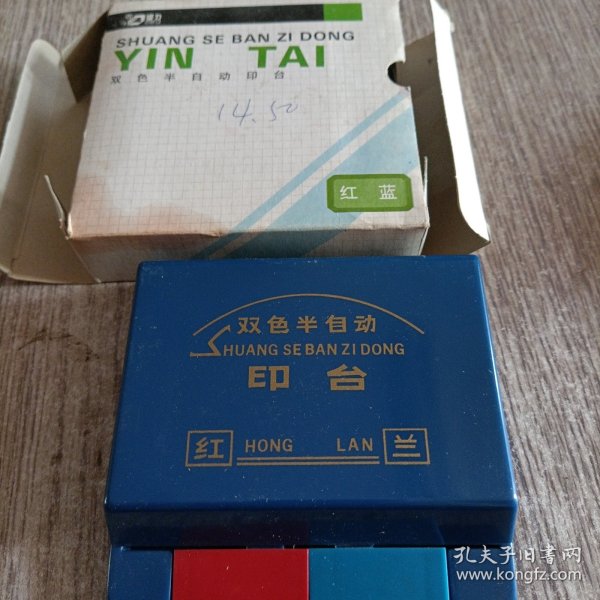 SHUANG SE BAN ZI DONG
YIN TAI
双色半自动印台
14.50
红 蓝
双色半自动
SHUANG SE BAN ZI DONG
印 台
红 HONG LAN 兰
孔夫子旧书网
www.kongfz.com